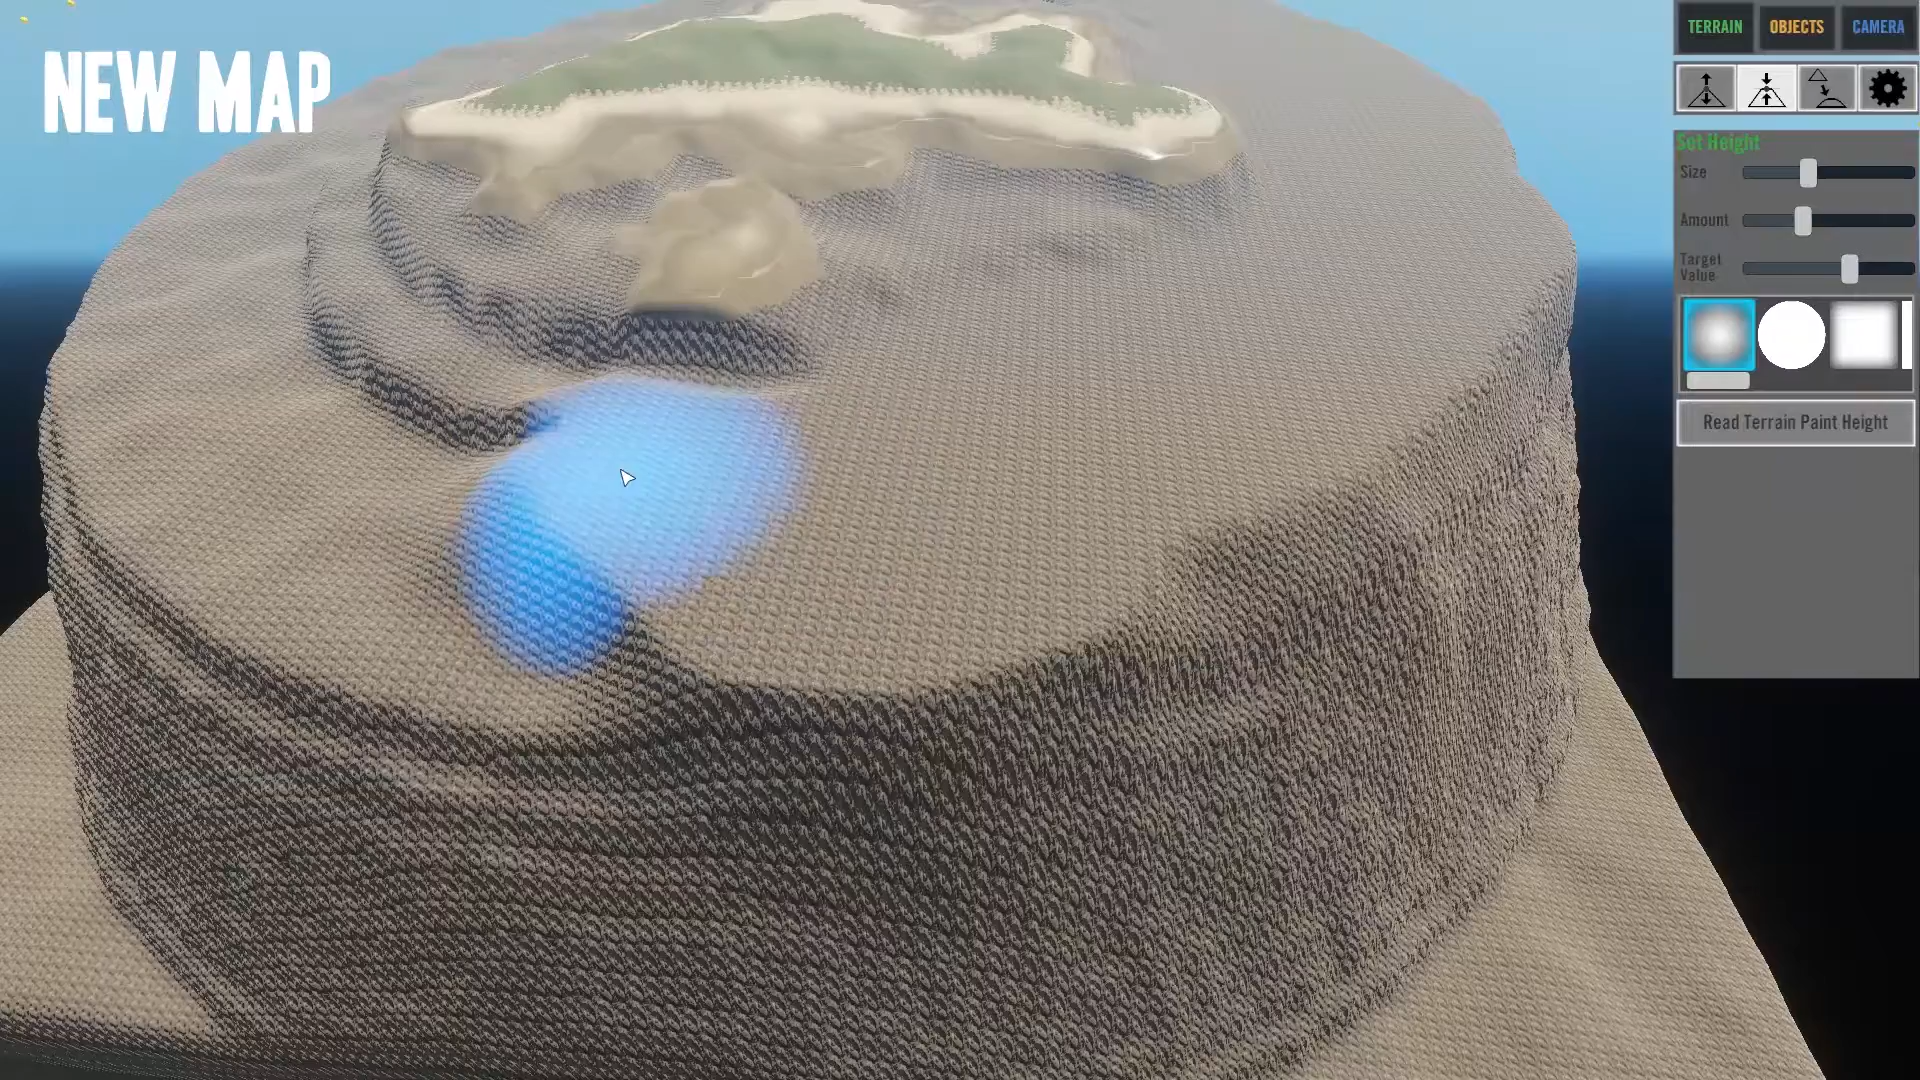 NEW MAP
TERRAIN OBJECTS CAMERA
Set Height
Size
Amount
Target
Value
Read Terrain Paint Height